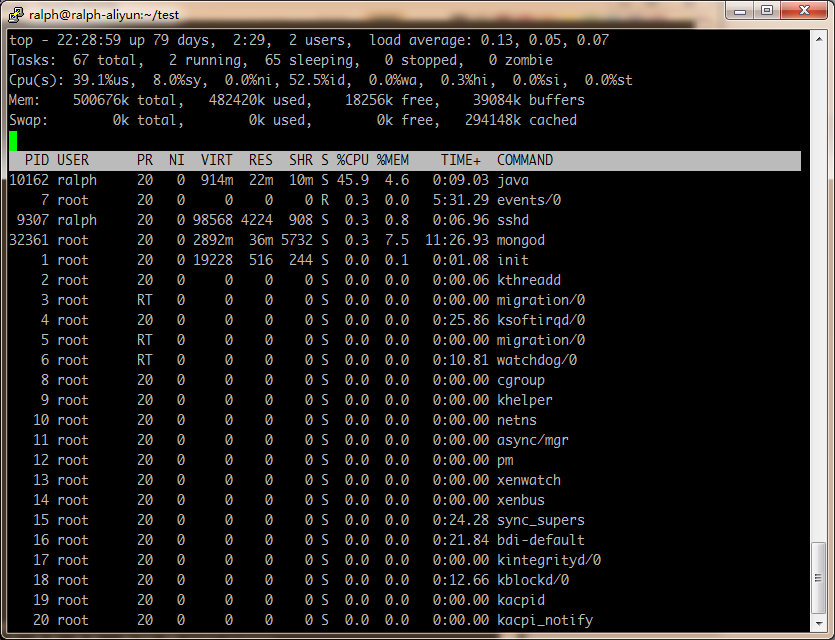 ralph@ralph-aliyun:~/test
top - 22:28:59 up 79 days,  2:29,  2 users,  load average: 0.13, 0.05, 0.07
Tasks:  67 total,   2 running,  65 sleeping,   0 stopped,   0 zombie
Cpu(s): 39.1%us,  8.0%sy,  0.0%ni, 52.5%id,  0.0%wa,  0.3%hi,  0.0%si,  0.0%st
Mem:    500676k total,   482420k used,    18256k free,    39084k buffers
Swap:        0k total,        0k used,        0k free,   294148k cached
  PID USER      PR  NI  VIRT  RES  SHR S %CPU %MEM    TIME+  COMMAND
10162 ralph     20   0  914m  22m  10m S 45.9  4.6   0:09.03 java
    7 root      20   0     0    0    0 R  0.3  0.0   5:31.29 events/0
 9307 ralph     20   0 98568 4224  908 S  0.3  0.8   0:06.96 sshd
32361 root      20   0 2892m  36m 5732 S  0.3  7.5  11:26.93 mongod
    1 root      20   0 19228  516  244 S  0.0  0.1   0:01.08 init
    2 root      20   0     0    0    0 S  0.0  0.0   0:00.06 kthreadd
    3 root      RT   0     0    0    0 S  0.0  0.0   0:00.00 migration/0
    4 root      20   0     0    0    0 S  0.0  0.0   0:25.86 ksoftirqd/0
    5 root      RT   0     0    0    0 S  0.0  0.0   0:00.00 migration/0
    6 root      RT   0     0    0    0 S  0.0  0.0   0:10.81 watchdog/0
    8 root      20   0     0    0    0 S  0.0  0.0   0:00.00 cgroup
    9 root      20   0     0    0    0 S  0.0  0.0   0:00.00 khelper
   10 root      20   0     0    0    0 S  0.0  0.0   0:00.00 netns
   11 root      20   0     0    0    0 S  0.0  0.0   0:00.00 async/mgr
   12 root      20   0     0    0    0 S  0.0  0.0   0:00.00 pm
   13 root      20   0     0    0    0 S  0.0  0.0   0:00.00 xenwatch
   14 root      20   0     0    0    0 S  0.0  0.0   0:00.00 xenbus
   15 root      20   0     0    0    0 S  0.0  0.0   0:24.28 sync_supers
   16 root      20   0     0    0    0 S  0.0  0.0   0:21.84 bdi-default
   17 root      20   0     0    0    0 S  0.0  0.0   0:00.00 kintegrityd/0
   18 root      20   0     0    0    0 S  0.0  0.0   0:12.66 kblockd/0
   19 root      20   0     0    0    0 S  0.0  0.0   0:00.00 kacpid
   20 root      20   0     0    0    0 S  0.0  0.0   0:00.00 kacpi_notify